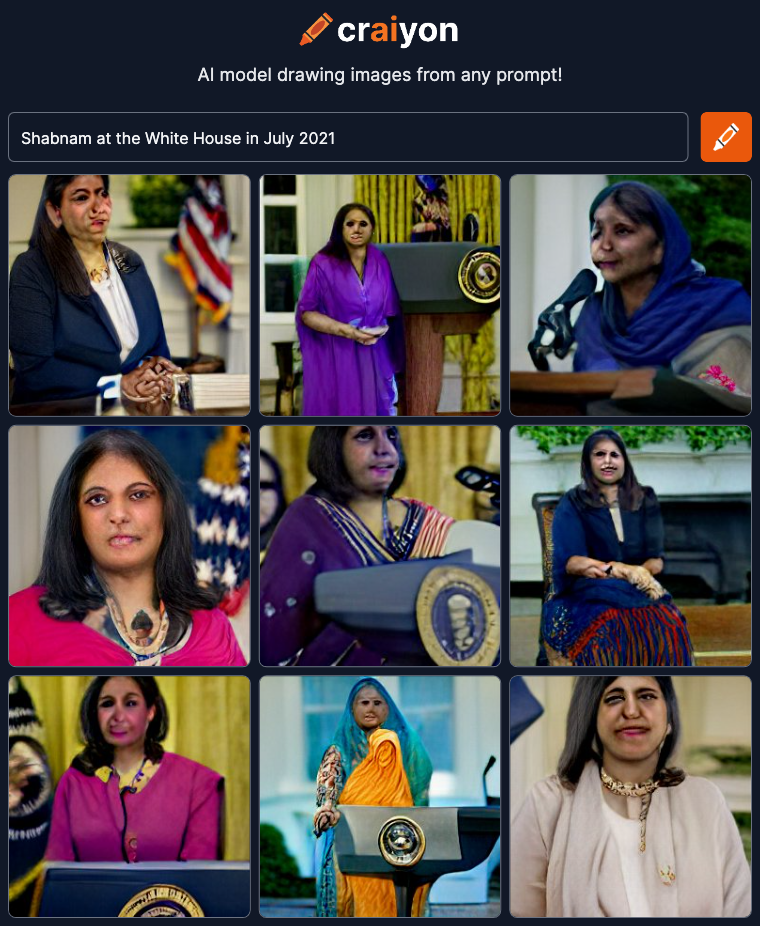 craiyon
AI model drawing images from any prompt!
Shabnam at the White House in July 2021